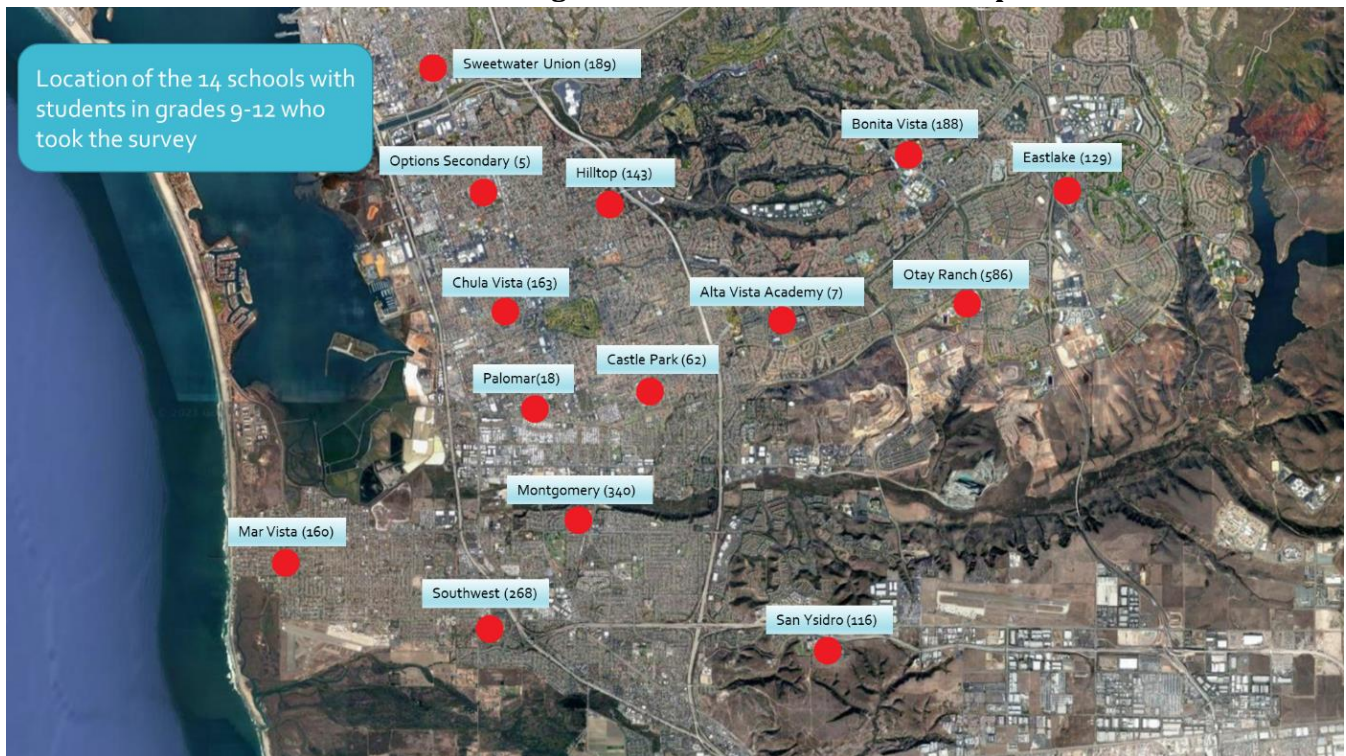 Location of the 14 schools with
students in grades 9-12 who
took the survey
Sweetwater Union (189)
Bonita Vista (188)
Options Secondary (5)
Hilltop (143)
Eastlake (129)
Chula Vista (163)
Alta Vista Academy (7)
Otay Ranch (586)
Castle Park (62)
Palomar(18)
Montgomery (340)
Mar Vista (160)
Southwest (268)
San Ysidro (116)